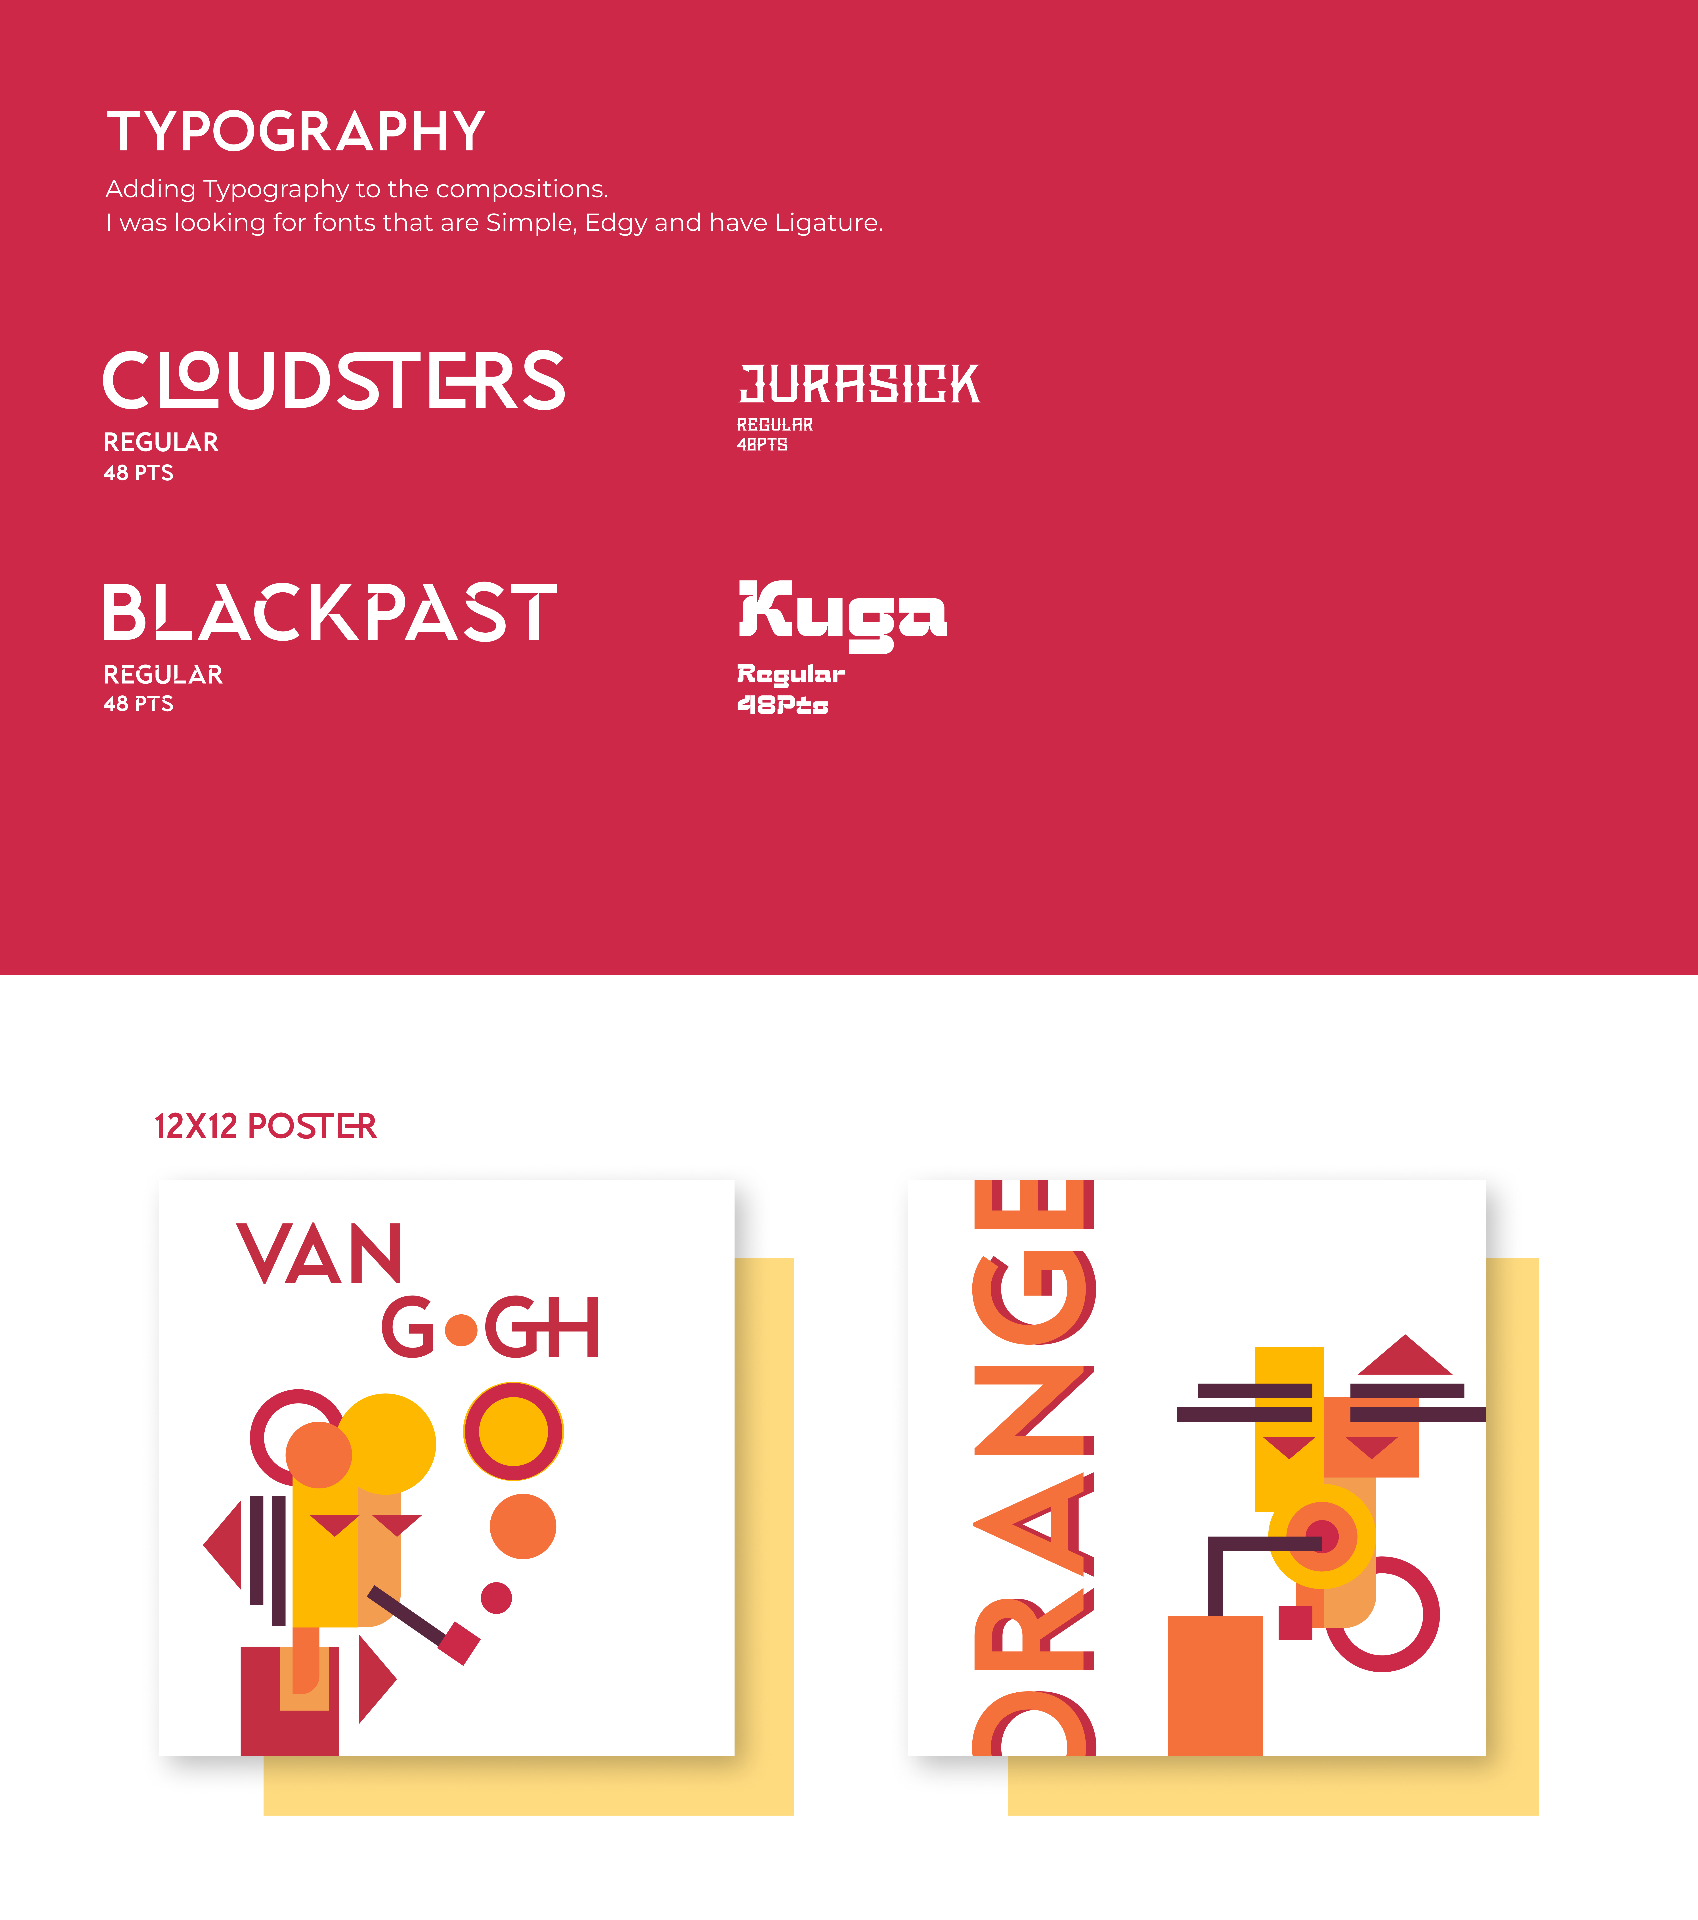 TYPOGRAPHY
Adding Typography to the compositions.
I was looking for fonts that are Simple, Edgy and have Ligature.
CLOUDSTERS
REGULAR
48 PTS
JURASICK
REGULAR
48PTS
BLACKPAST
REGULAR
48 PTS
Kuga
Regular
48Pts
12X12 POSTER
VAN
GOGH
ORANGE